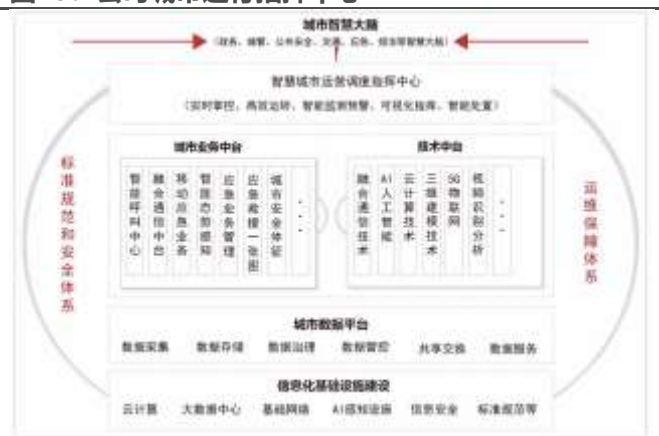 城市智慧大脑
智慧城市运营调度指挥中心
(实时掌控、高效运转、智能监测预警、可视化指挥、智能处置)
标准规范和安全体系
城市业务中台
智能呼叫中心
融合通信中台
移动应急业务
智能态势感知
应急业务管理
应急救援一张图
城市安全体征
技术中台
融合通信技术
AI人工智能
云计算技术
三维建模技术
5G物联网
视频识别分析
运维保障体系
城市数据平台
数据采集 数据存储 数据治理 数据管控 共享交换 数据服务
信息化基础设施建设
云计算 大数据中心 基础网络 AI感知设施 信息安全 标准规范等